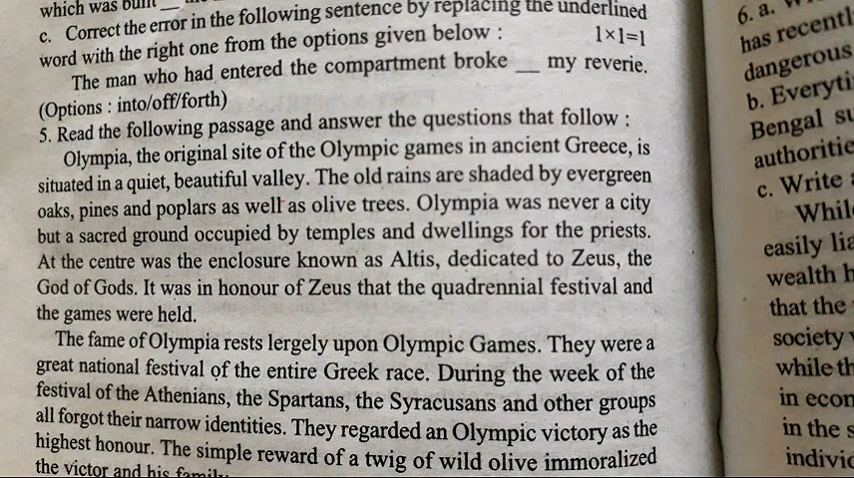 which was built __ the
c. Correct the error in the following sentence by replacing the underlined
word with the right one from the options given below : 1×1=1
The man who had entered the compartment broke __ my reverie.
(Options : into/off/forth)
5. Read the following passage and answer the questions that follow :
Olympia, the original site of the Olympic games in ancient Greece, is
situated in a quiet, beautiful valley. The old rains are shaded by evergreen
oaks, pines and poplars as well as olive trees. Olympia was never a city
but a sacred ground occupied by temples and dwellings for the priests.
At the centre was the enclosure known as Altis, dedicated to Zeus, the
God of Gods. It was in honour of Zeus that the quadrennial festival and
the games were held.
The fame of Olympia rests lergely upon Olympic Games. They were a
great national festival of the entire Greek race. During the week of the
festival of the Athenians, the Spartans, the Syracusans and other groups
all forgot their narrow identities. They regarded an Olympic victory as the
highest honour. The simple reward of a twig of wild olive immoralized
the victor and his family
6. a.
has recentl
dangerous
b. Everyti
Bengal su
authoritie
c. Write
While
easily lia
wealth h
that the
society
while th
in econ
in the s
individ